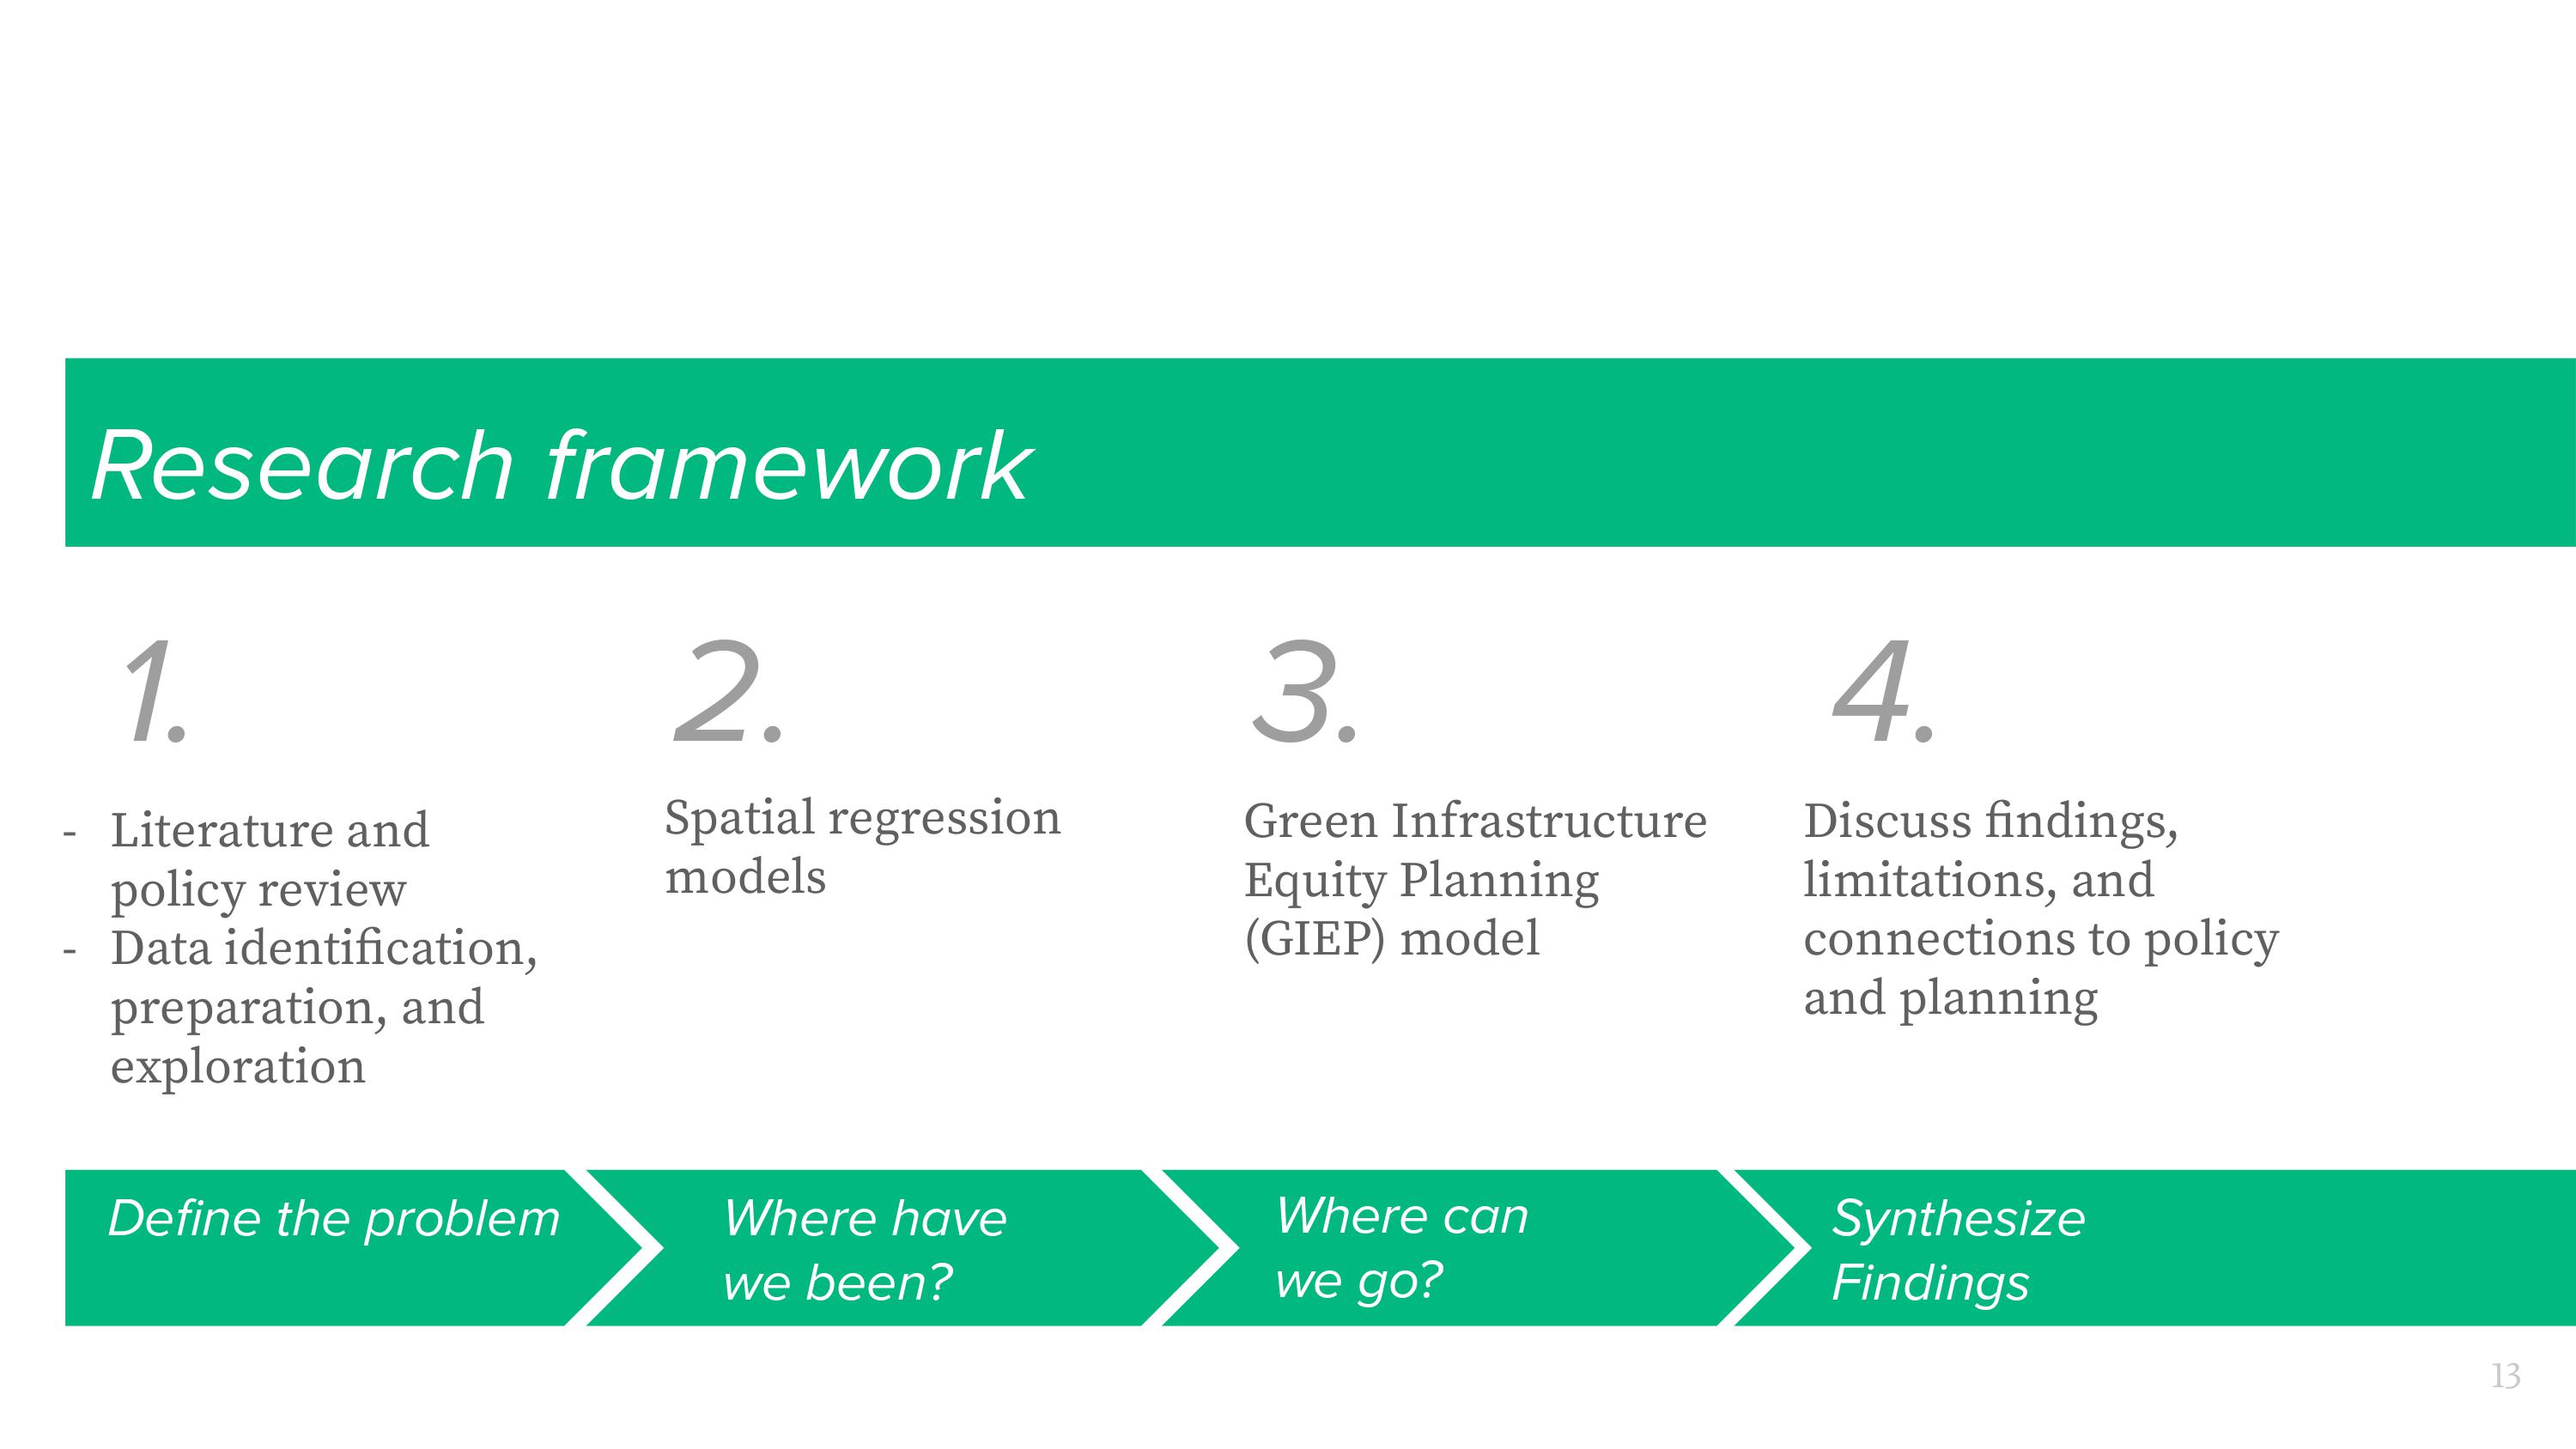 Research framework
1.
- Literature and
policy review
- Data identification,
preparation, and
exploration
2.
Spatial regression
models
3.
Green Infrastructure
Equity Planning
(GIEP) model
4.
Discuss findings,
limitations, and
connections to policy
and planning
Define the problem
Where have
we been?
Where can
we go?
Synthesize
Findings
13